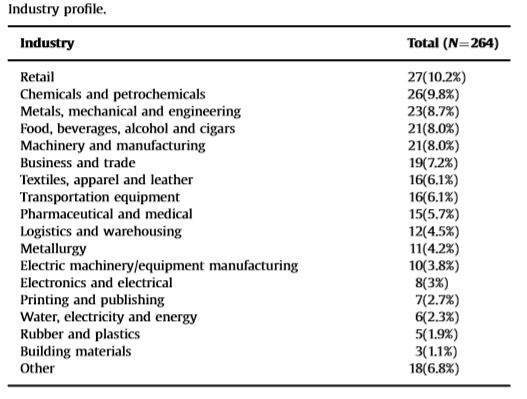 Industry profile.
Industry Total (N=264)
Retail 27(10.2%)
Chemicals and petrochemicals 26(9.8%)
Metals, mechanical and engineering 23(8.7%)
Food, beverages, alcohol and cigars 21(8.0%)
Machinery and manufacturing 21(8.0%)
Business and trade 19(7.2%)
Textiles, apparel and leather 16(6.1%)
Transportation equipment 16(6.1%)
Pharmaceutical and medical 15(5.7%)
Logistics and warehousing 12(4.5%)
Metallurgy 11(4.2%)
Electric machinery/equipment manufacturing 10(3.8%)
Electronics and electrical 8(3%)
Printing and publishing 7(2.7%)
Water, electricity and energy 6(2.3%)
Rubber and plastics 5(1.9%)
Building materials 3(1.1%)
Other 18(6.8%)